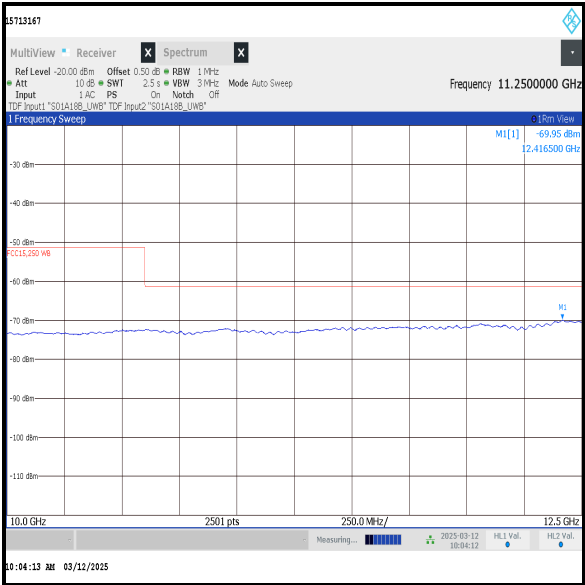 15713167
MultiView Receiver X Spectrum X
Ref Level -20.00 dBm Offset 0.50 dB RBW 1 MHz
Att 10 dB SWT 2.5 s VBW 3 MHz Mode Auto Sweep
Input 1 AC PS On Notch Off
Frequency 11.2500000 GHz
TDF Input1 "S01A18B_UWB" TDF Input2 "S01A18B_UWB"
1 Frequency Sweep 1Rm View
M1[1] -69.95 dBm
12.416500 GHz
-30 dBm
-40 dBm
-50 dBm
FCC15,250.WB
-60 dBm
M1
-70 dBm
-80 dBm
-90 dBm
-100 dBm
-110 dBm
10.0 GHz 2501 pts 250.0 MHz/ 12.5 GHz
Measuring... 2025-03-12 HL1 Val. HL2 Val.
10:04:12
10:04:13 AM 03/12/2025